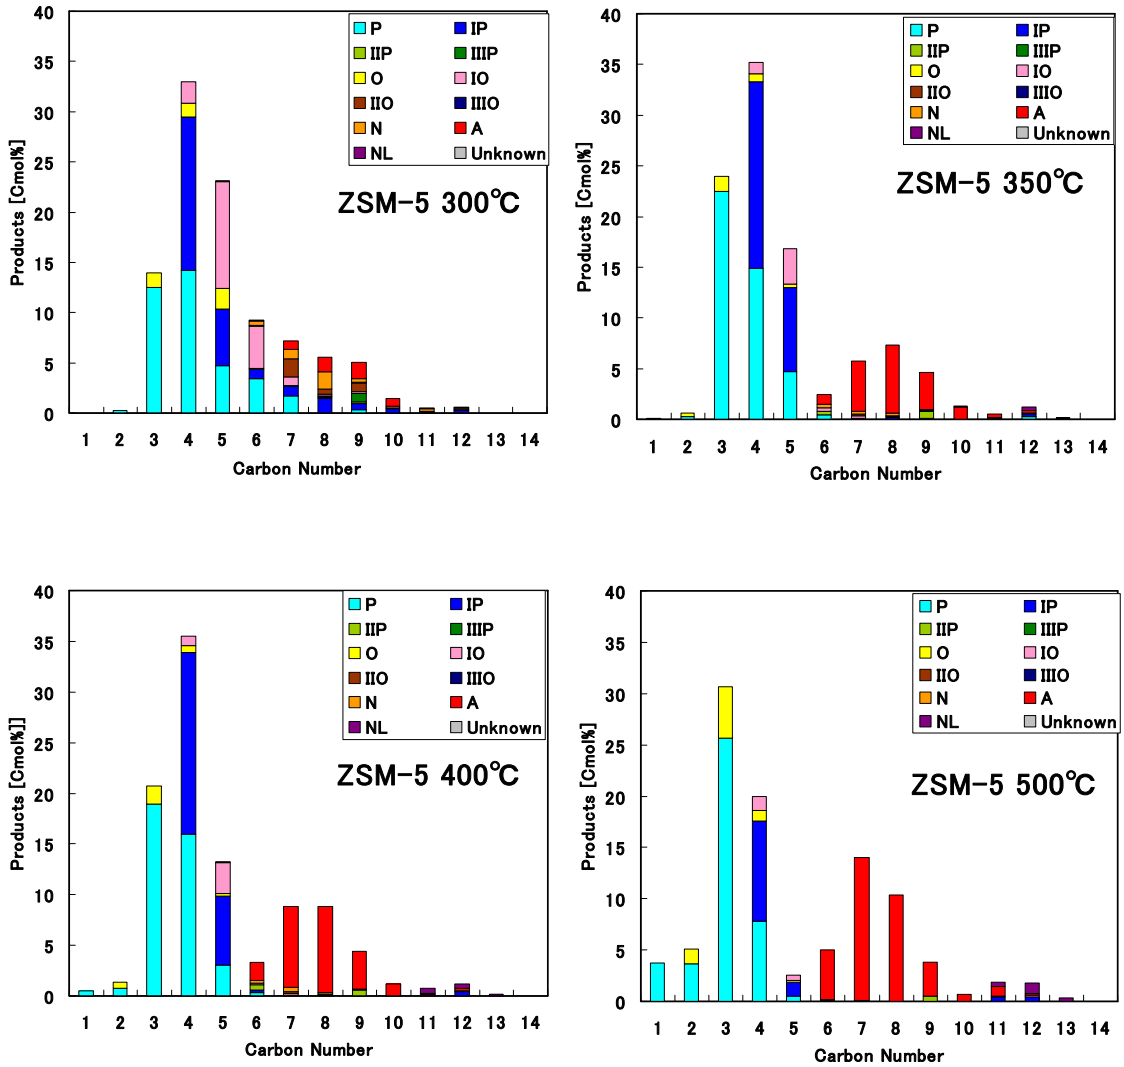 40
35
30
25
20
15
10
5
0
Products [Cmol%]
P IP
IIP IIIP
O IO
IIO IIIO
N A
NL Unknown
ZSM-5 300℃
1 2 3 4 5 6 7 8 9 10 11 12 13 14
Carbon Number
40
35
30
25
20
15
10
5
0
Products [Cmol%]
P IP
IIP IIIP
O IO
IIO IIIO
N A
NL Unknown
ZSM-5 350℃
1 2 3 4 5 6 7 8 9 10 11 12 13 14
Carbon Number
40
35
30
25
20
15
10
5
0
Products [Cmol%]]
P IP
IIP IIIP
O IO
IIO IIIO
N A
NL Unknown
ZSM-5 400℃
1 2 3 4 5 6 7 8 9 10 11 12 13 14
Carbon Number
40
35
30
25
20
15
10
5
0
Products [Cmol%]
P IP
IIP IIIP
O IO
IIO IIIO
N A
NL Unknown
ZSM-5 500℃
1 2 3 4 5 6 7 8 9 10 11 12 13 14
Carbon Number